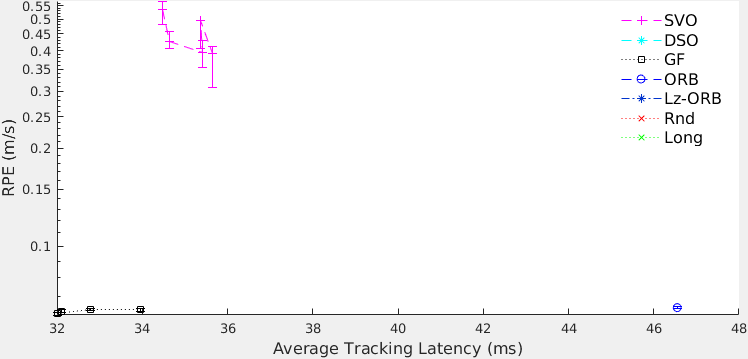 0.55
0.5
0.45
0.4
0.35
0.3
0.25
0.2
0.15
0.1
RPE (m/s)
32
34
36
38
40
42
44
46
48
Average Tracking Latency (ms)
SVO
DSO
GF
ORB
Lz-ORB
Rnd
Long